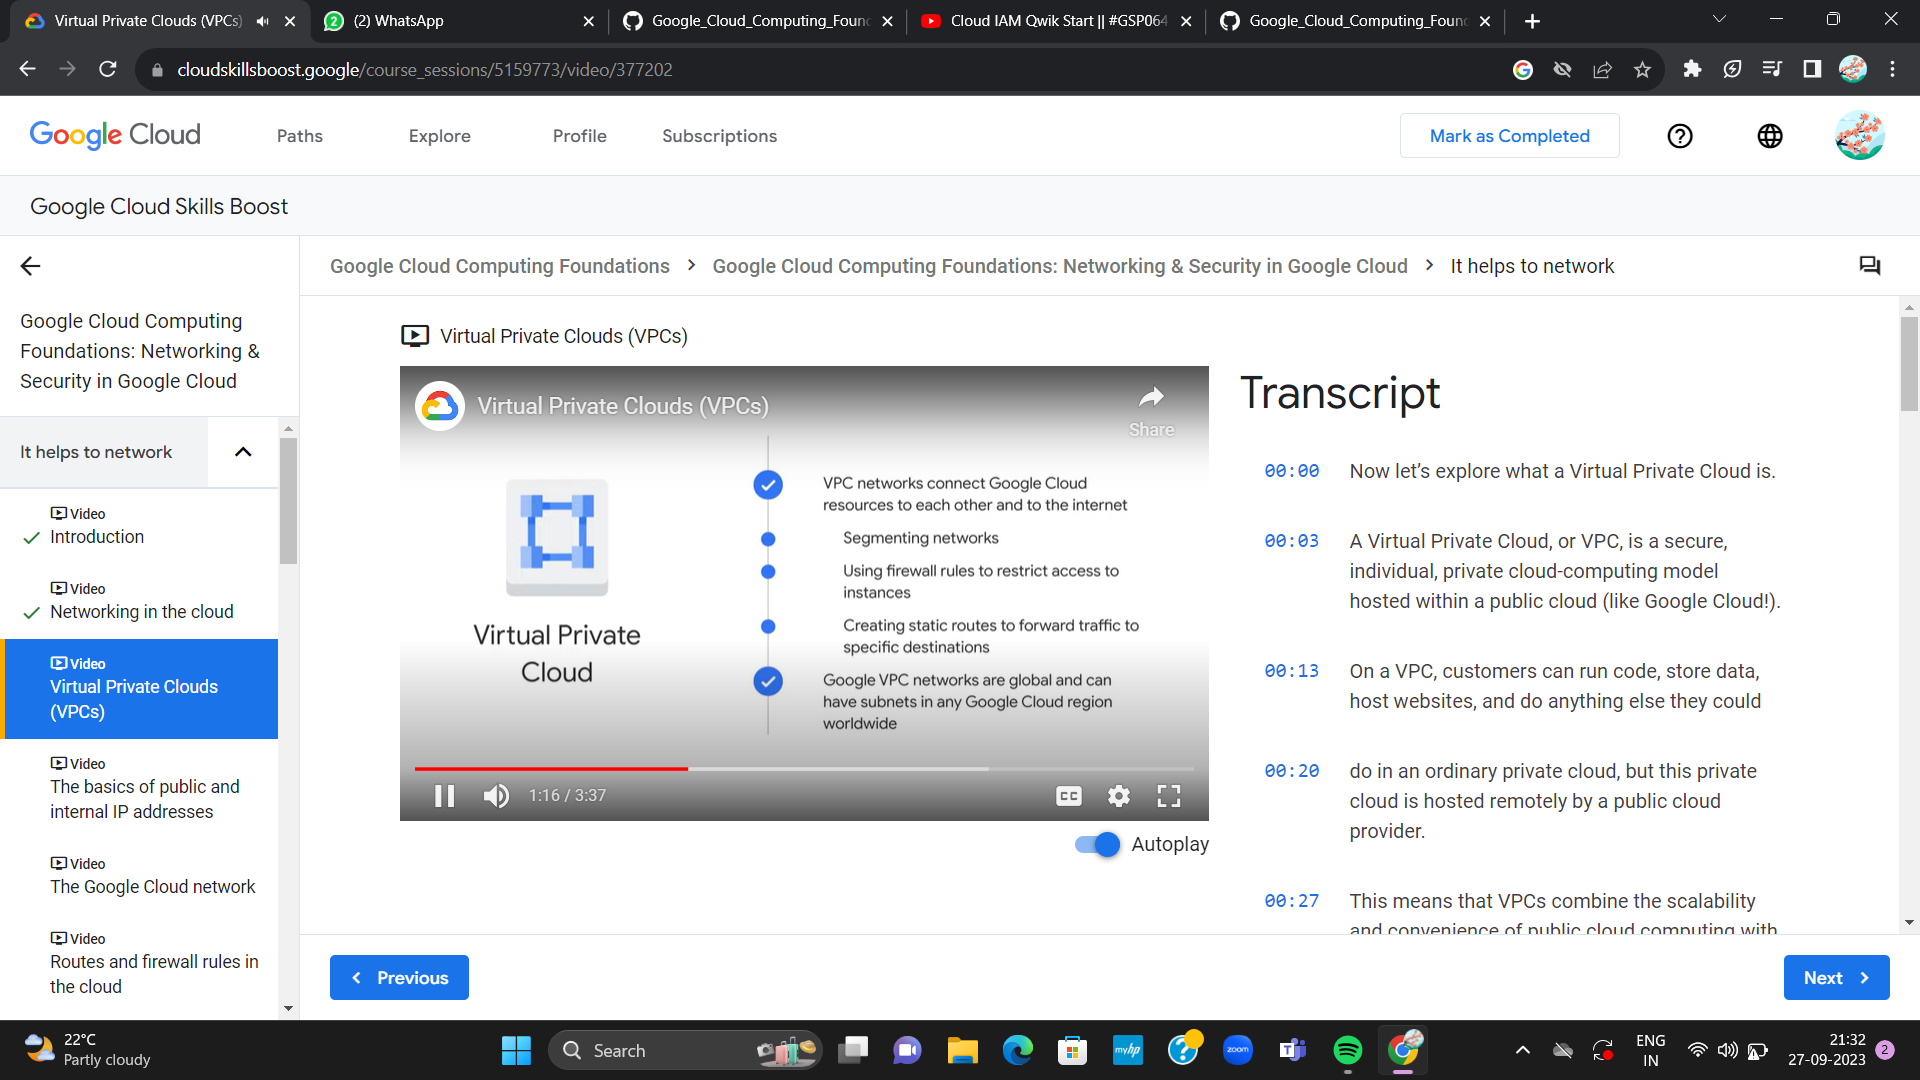 Virtual Private Clouds (VPCs)
(2) WhatsApp
Google_Cloud_Computing_Foun
Cloud IAM Qwik Start || #GSP064
Google_Cloud_Computing_Foun
cloudskillsboost.google/course_sessions/5159773/video/377202
Google Cloud
Paths
Explore
Profile
Subscriptions
Mark as Completed
Google Cloud Skills Boost
Google Cloud Computing Foundations
Google Cloud Computing Foundations: Networking & Security in Google Cloud
It helps to network
Google Cloud Computing
Foundations: Networking &
Security in Google Cloud
It helps to network
Video
Introduction
Video
Networking in the cloud
Video
Virtual Private Clouds
(VPCs)
Video
The basics of public and
internal IP addresses
Video
The Google Cloud network
Video
Routes and firewall rules in
the cloud
Virtual Private Clouds (VPCs)
Virtual Private Clouds (VPCs)
Share
Virtual Private
Cloud
VPC networks connect Google Cloud
resources to each other and to the internet
Segmenting networks
Using firewall rules to restrict access to
instances
Creating static routes to forward traffic to
specific destinations
Google VPC networks are global and can
have subnets in any Google Cloud region
worldwide
1:16 / 3:37
CC
Autoplay
Transcript
00:00 Now let's explore what a Virtual Private Cloud is.
00:03 A Virtual Private Cloud, or VPC, is a secure,
individual, private cloud-computing model
hosted within a public cloud (like Google Cloud!).
00:13 On a VPC, customers can run code, store data,
host websites, and do anything else they could
00:20 do in an ordinary private cloud, but this private
cloud is hosted remotely by a public cloud
provider.
00:27 This means that VPCs combine the scalability
and convenience of public cloud computing with
Previous
Next
22°C
Partly cloudy
Search
myhp
zoom
ENG
IN
21:32
27-09-2023
2